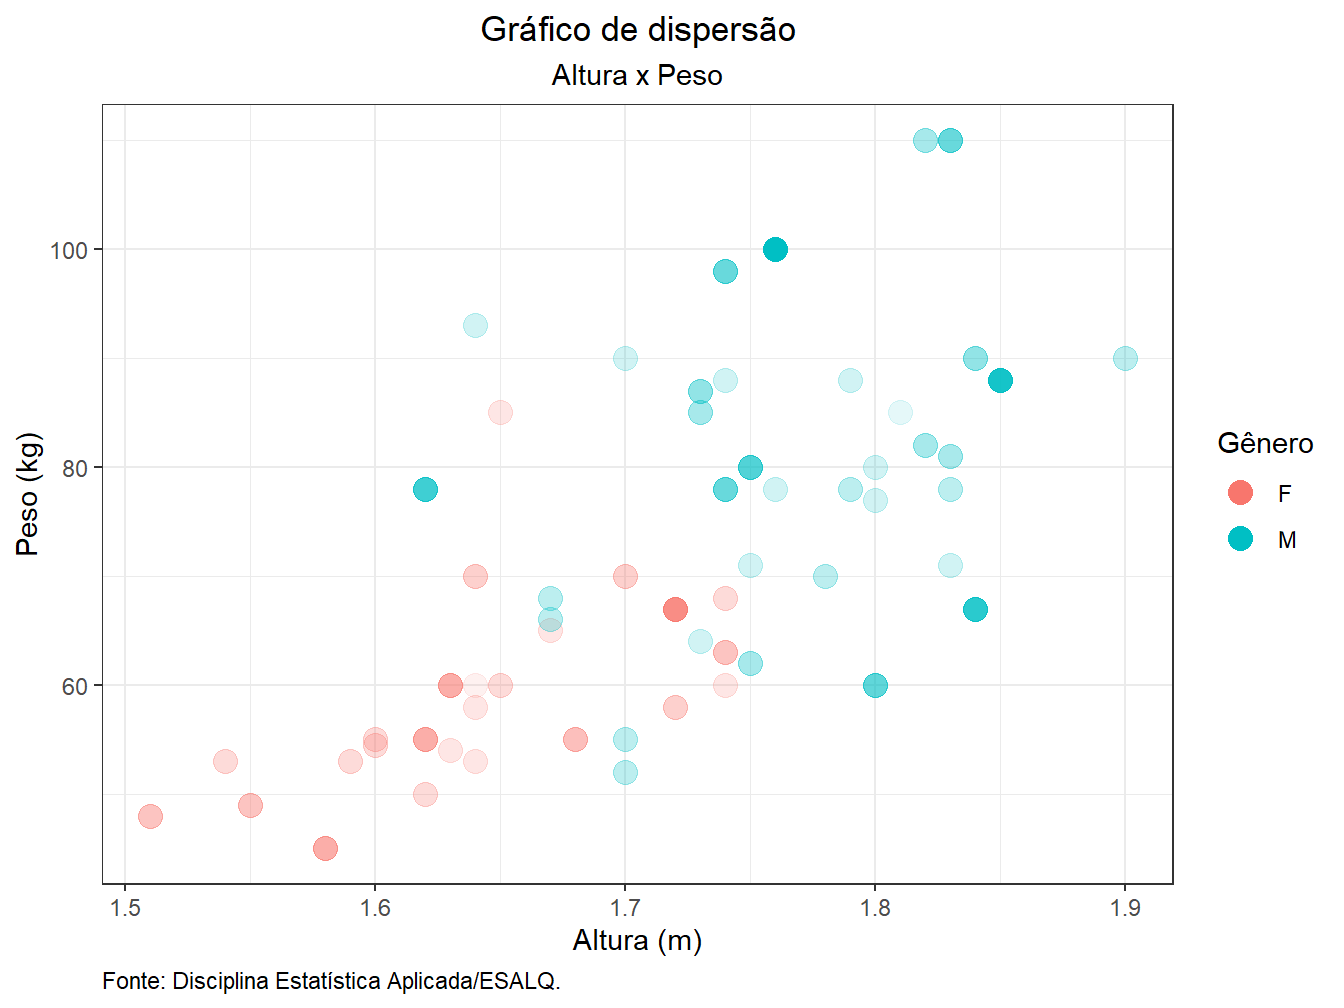 Gráfico de dispersão
Altura x Peso
Peso (kg)
100
80
60
1.5 1.6 1.7 1.8 1.9
Altura (m)
Gênero
F
M
Fonte: Disciplina Estatística Aplicada/ESALQ.